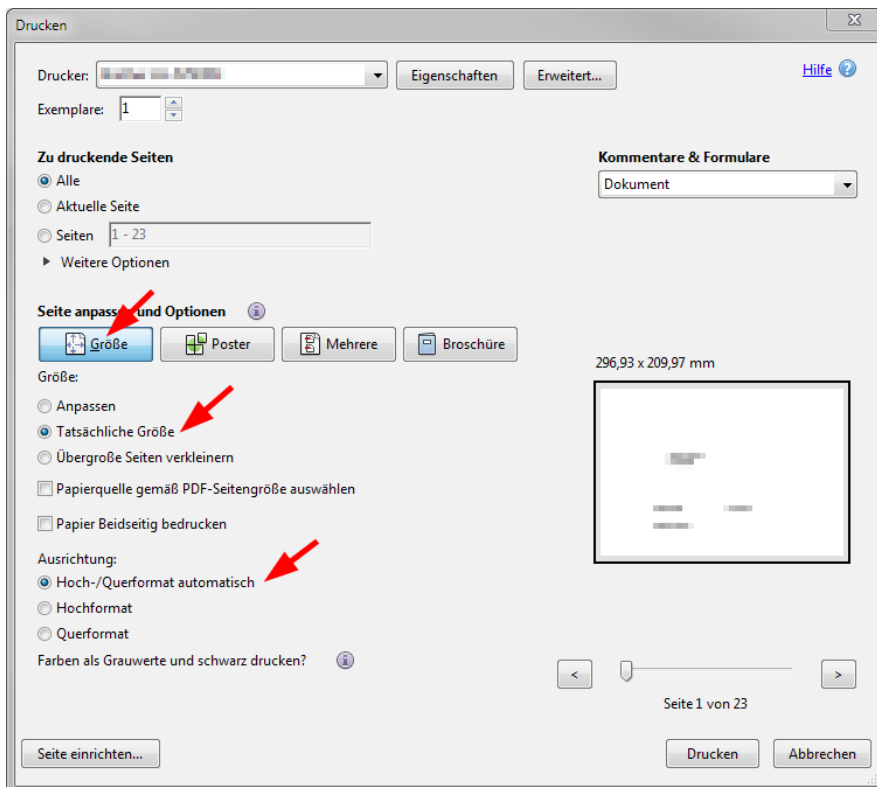 Drucken
Drucker:
Eigenschaften
Erweitert...
Hilfe
Exemplare: 1
Zu druckende Seiten
Kommentare & Formulare
Alle
Dokument
Aktuelle Seite
Seiten 1 - 23
Weitere Optionen
Seite anpassen und Optionen
Größe
Poster
Mehrere
Broschüre
296,93 x 209,97 mm
Größe:
Anpassen
Tatsächliche Größe
Übergroße Seiten verkleinern
Papierquelle gemäß PDF-Seitengröße auswählen
Papier Beidseitig bedrucken
Ausrichtung:
Hoch-/Querformat automatisch
Hochformat
Querformat
Farben als Grauwerte und schwarz drucken?
< >
Seite 1 von 23
Seite einrichten...
Drucken
Abbrechen